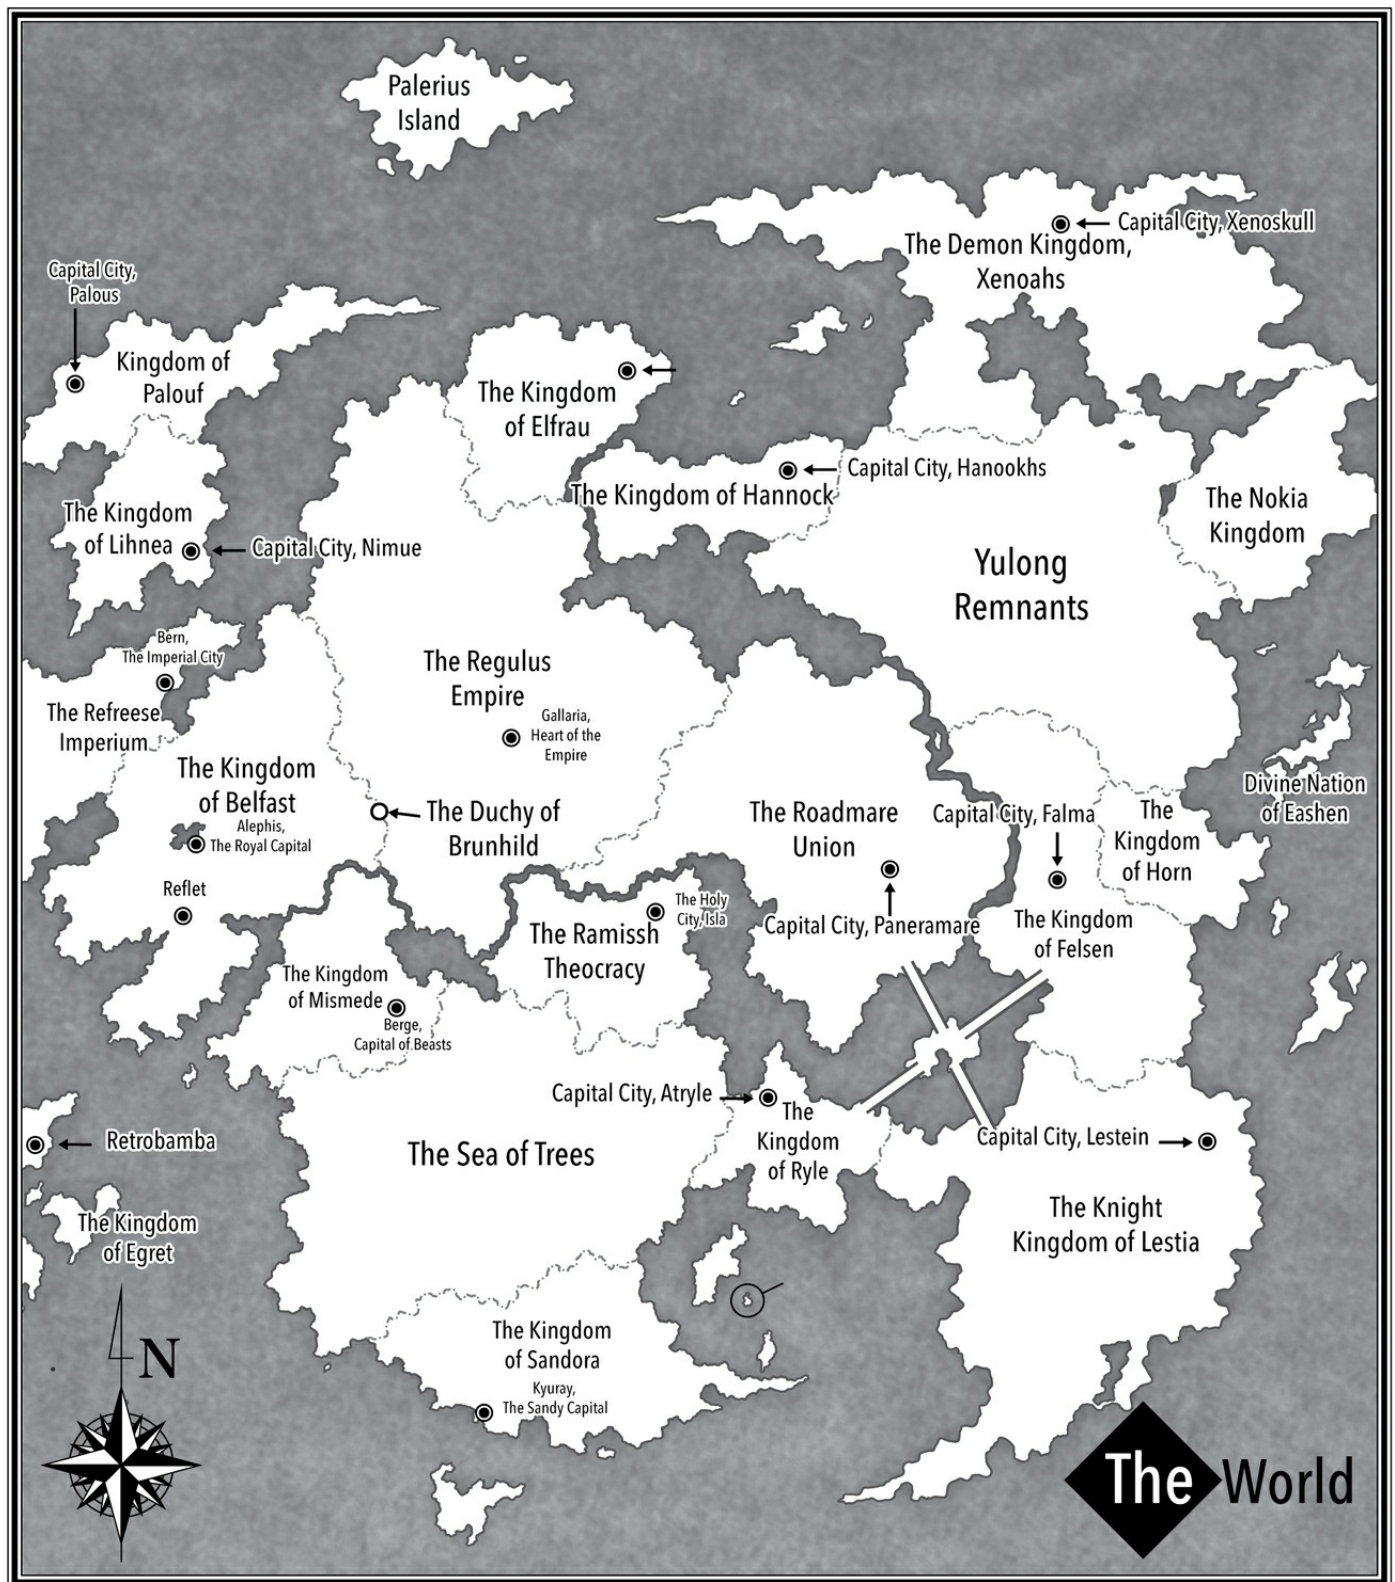 Palerius
Island
Capital City, Xenoskull
The Demon Kingdom,
Xenoahs
Capital City,
Palous
Kingdom of
Palouf
The Kingdom
of Elfrau
Capital City, Hanookhs
The Kingdom of Hannock
The Nokia
Kingdom
The Kingdom
of Lihnea
Capital City, Nimue
Yulong
Remnants
Bern,
The Imperial City
The Refreese
Imperium
The Regulus
Empire
Gallaria,
Heart of the
Empire
The Kingdom
of Belfast
Alephis,
The Royal Capital
The Duchy of
Brunhild
The Roadmare
Union
Capital City, Falma
The
Kingdom
of Horn
Divine Nation
of Eashen
Reflet
The Holy
City, Isla
The Ramissh
Theocracy
Capital City, Paneramare
The Kingdom
of Felsen
The Kingdom
of Mismede
Berge,
Capital of Beasts
Capital City, Atryle
The
Kingdom
of Ryle
Retrobamba
The Sea of Trees
Capital City, Lestein
The Knight
Kingdom of Lestia
The Kingdom
of Egret
The Kingdom
of Sandora
Kyuray,
The Sandy Capital
N
The World